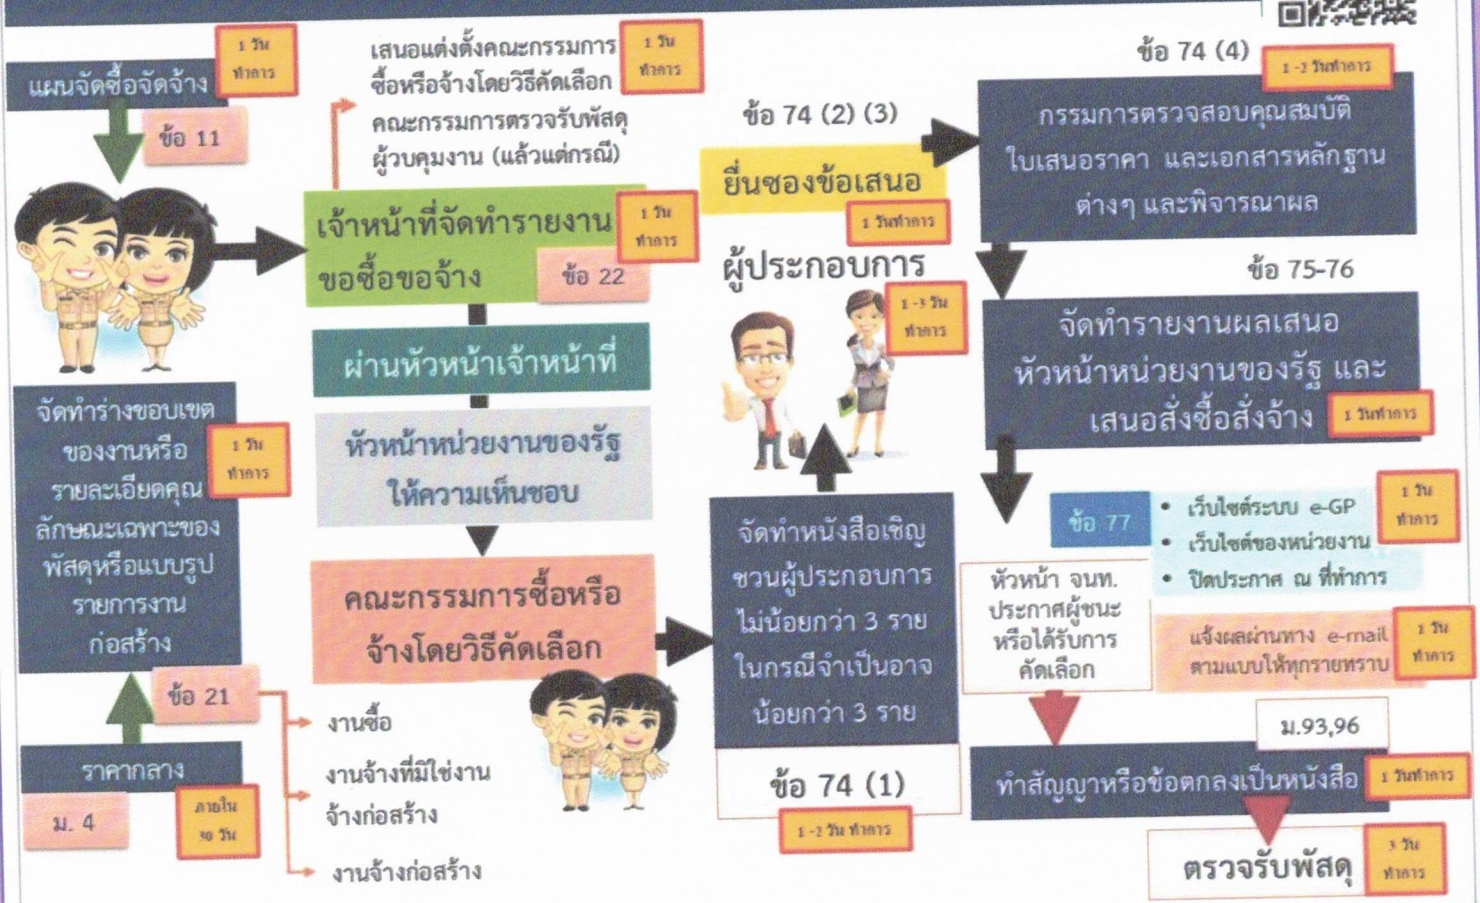 แผนจัดซื้อจัดจ้าง
1 วัน
ทำการ
ข้อ 11
เสนอแต่งตั้งคณะกรรมการ
ซื้อหรือจ้างโดยวิธีคัดเลือก
คณะกรรมการตรวจรับพัสดุ
ผู้วบคุมงาน (แล้วแต่กรณี)
1 วัน
ทำการ
เจ้าหน้าที่จัดทำรายงาน
ขอซื้อขอจ้าง
1 วัน
ทำการ
ข้อ 22
ผ่านหัวหน้าเจ้าหน้าที่
หัวหน้าหน่วยงานของรัฐ
ให้ความเห็นชอบ
คณะกรรมการซื้อหรือ
จ้างโดยวิธีคัดเลือก
จัดทำร่างขอบเขต
ของงานหรือ
รายละเอียดคุณ
ลักษณะเฉพาะของ
พัสดุหรือแบบรูป
รายการงาน
ก่อสร้าง
1 วัน
ทำการ
ข้อ 21
ราคากลาง
ม. 4
ภายใน
30 วัน
งานซื้อ
งานจ้างที่มิใช่งาน
จ้างก่อสร้าง
งานจ้างก่อสร้าง
ข้อ 74 (2) (3)
ยื่นซองข้อเสนอ
1 วันทำการ
ผู้ประกอบการ
1 -3 วัน
ทำการ
จัดทำหนังสือเชิญ
ชวนผู้ประกอบการ
ไม่น้อยกว่า 3 ราย
ในกรณีจำเป็นอาจ
น้อยกว่า 3 ราย
ข้อ 74 (1)
1 -2 วัน ทำการ
ข้อ 74 (4)
1 -2 วันทำการ
กรรมการตรวจสอบคุณสมบัติ
ใบเสนอราคา และเอกสารหลักฐาน
ต่างๆ และพิจารณาผล
ข้อ 75-76
จัดทำรายงานผลเสนอ
หัวหน้าหน่วยงานของรัฐ และ
เสนอสั่งซื้อสั่งจ้าง
1 วันทำการ
ข้อ 77
• เว็บไซต์ระบบ e-GP
• เว็บไซต์ของหน่วยงาน
• ปิดประกาศ ณ ที่ทำการ
1 วัน
ทำการ
หัวหน้า จนท.
ประกาศผู้ชนะ
หรือได้รับการ
คัดเลือก
แจ้งผลผ่านทาง e-mail
ตามแบบให้ทุกรายทราบ
1 วัน
ทำการ
ม.93,96
ทำสัญญาหรือข้อตกลงเป็นหนังสือ
1 วันทำการ
ตรวจรับพัสดุ
3 วัน
ทำการ